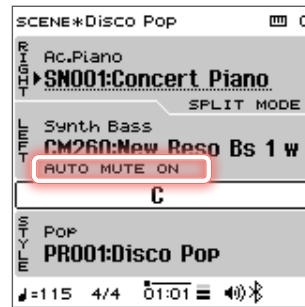 SCENE*Disco Pop
RIGHT
Ac.Piano
SN001:Concert Piano
SPLIT MODE
LEFT
Synth Bass
CM260:New Reso Bs 1 w
AUTO MUTE ON
C
STYLE
Pop
PR001:Disco Pop
♩=115 4/4 01:01